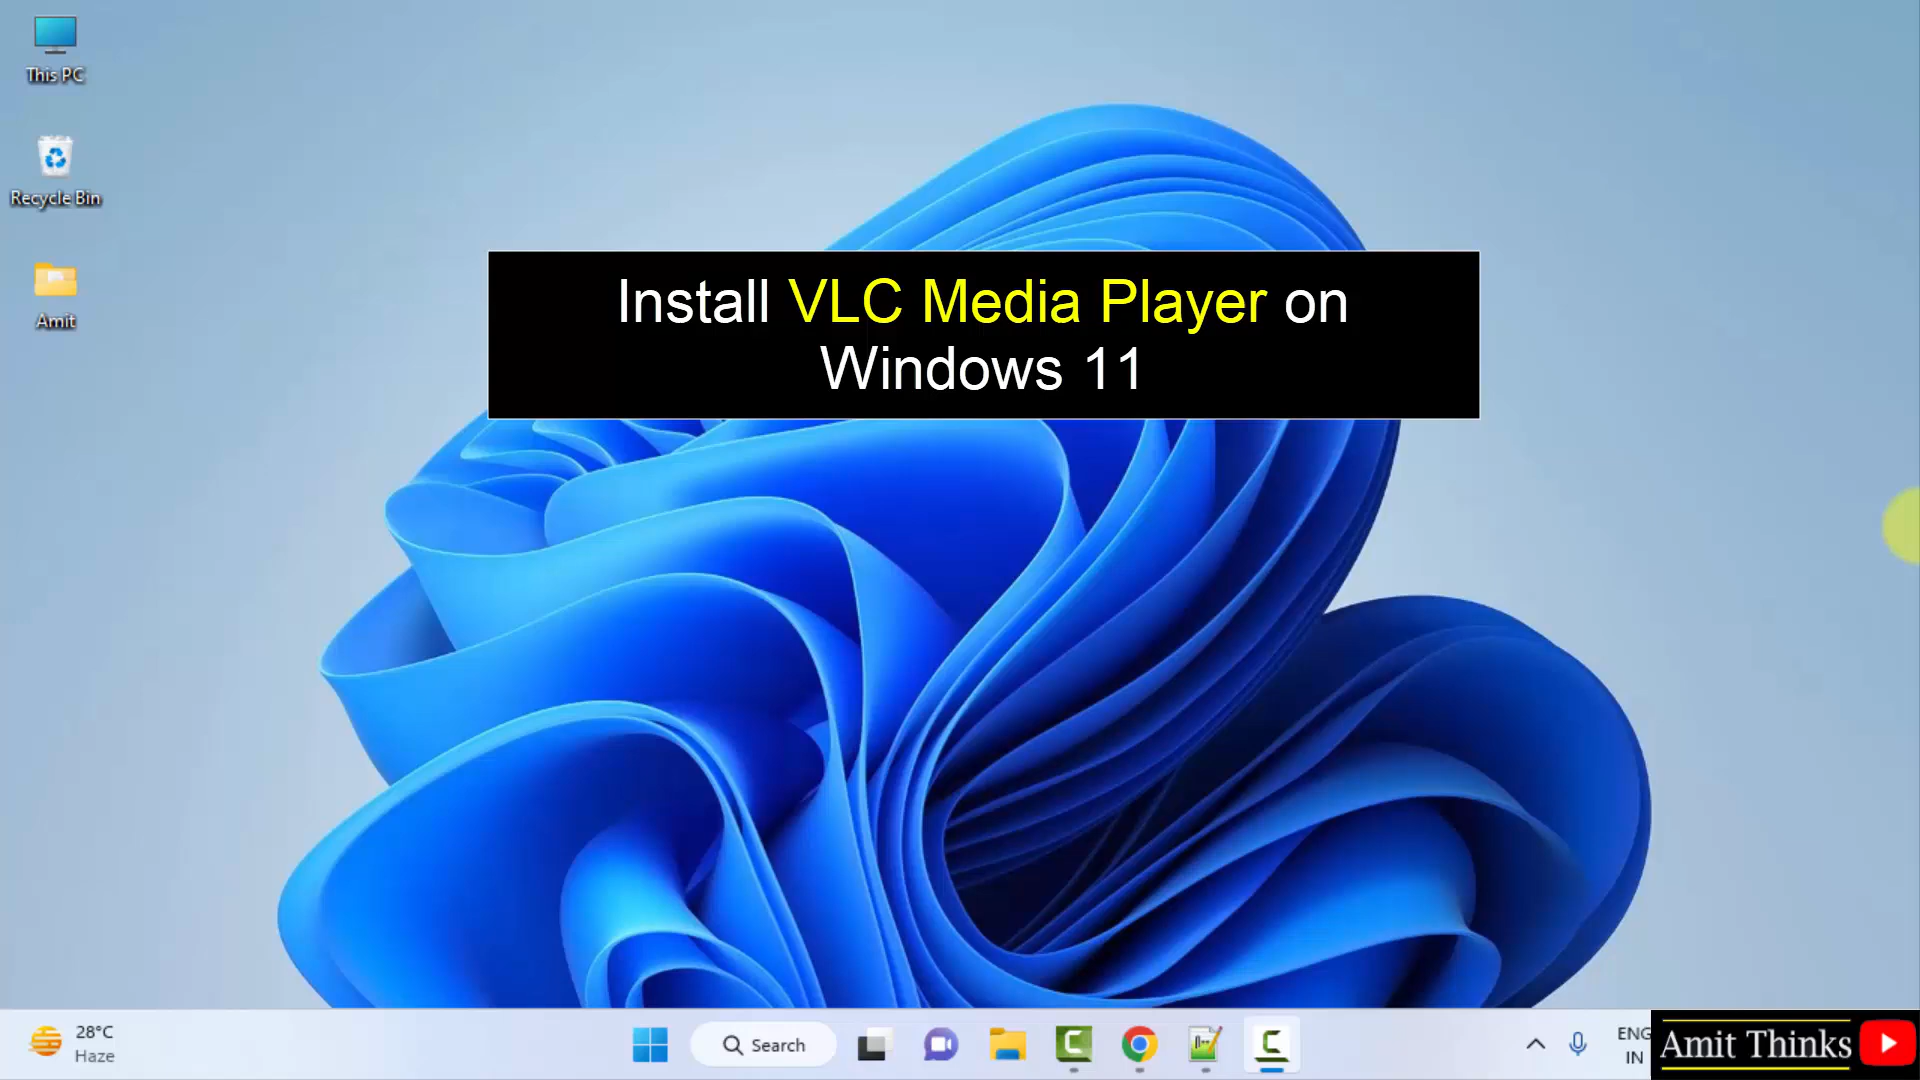 This PC
Recycle Bin
Amit
Install VLC Media Player on
Windows 11
28°C
Haze
Search
ENG
IN
Amit Thinks